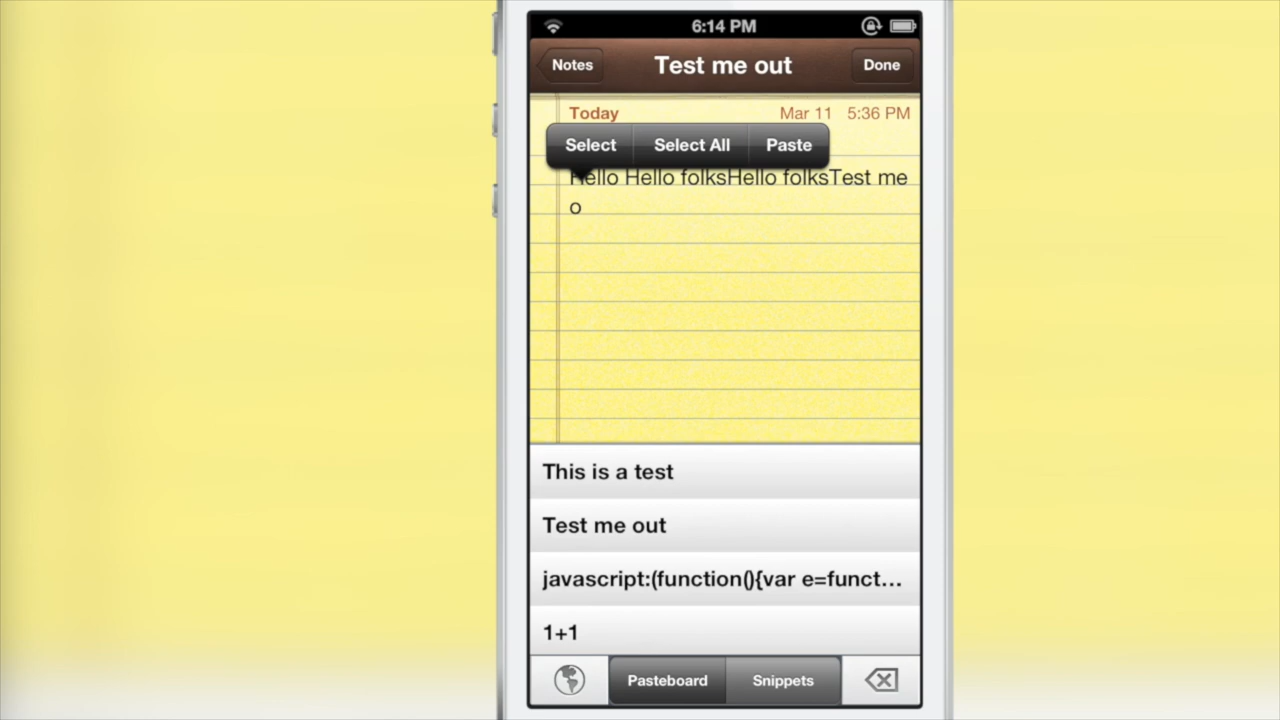 6:14 PM
Notes
Test me out
Done
Today
Mar 11 5:36 PM
Select
Select All
Paste
Hello Hello folksHello folksTest me
o
This is a test
Test me out
javascript:(function(){var e=funct...
1+1
Pasteboard
Snippets